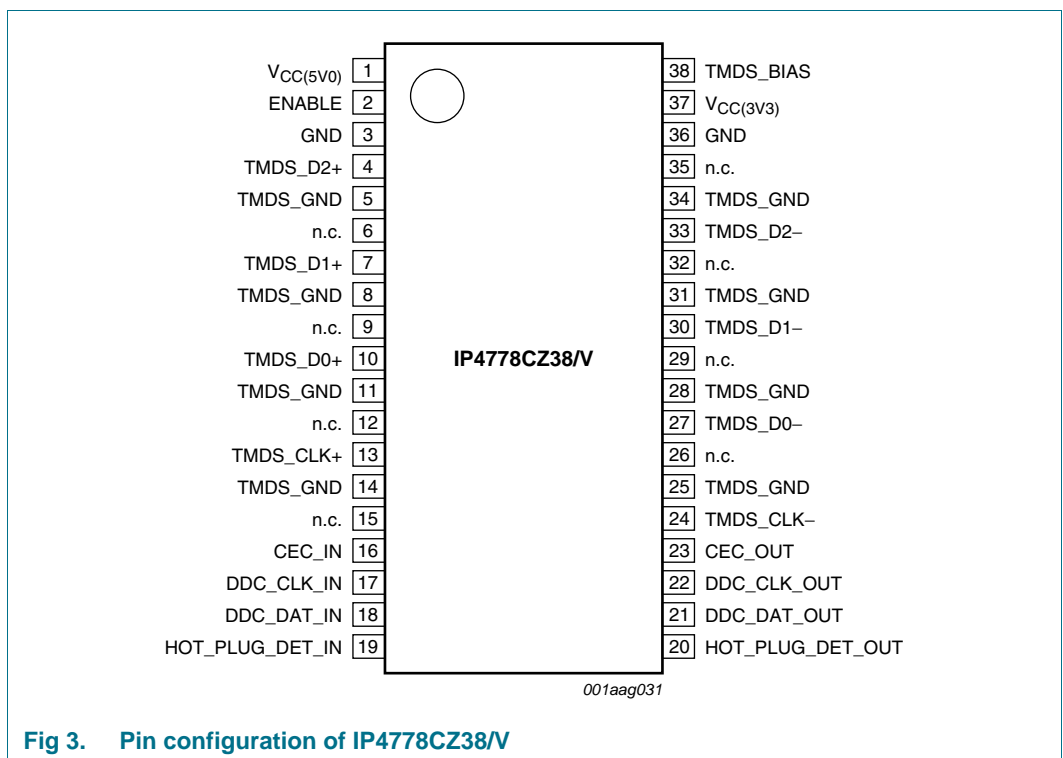 V_CC(5V0) 1
ENABLE 2
GND 3
TMDS_D2+ 4
TMDS_GND 5
n.c. 6
TMDS_D1+ 7
TMDS_GND 8
n.c. 9
TMDS_D0+ 10
TMDS_GND 11
n.c. 12
TMDS_CLK+ 13
TMDS_GND 14
n.c. 15
CEC_IN 16
DDC_CLK_IN 17
DDC_DAT_IN 18
HOT_PLUG_DET_IN 19
IP4778CZ38/V
38 TMDS_BIAS
37 V_CC(3V3)
36 GND
35 n.c.
34 TMDS_GND
33 TMDS_D2−
32 n.c.
31 TMDS_GND
30 TMDS_D1−
29 n.c.
28 TMDS_GND
27 TMDS_D0−
26 n.c.
25 TMDS_GND
24 TMDS_CLK−
23 CEC_OUT
22 DDC_CLK_OUT
21 DDC_DAT_OUT
20 HOT_PLUG_DET_OUT
001aag031
Fig 3. Pin configuration of IP4778CZ38/V